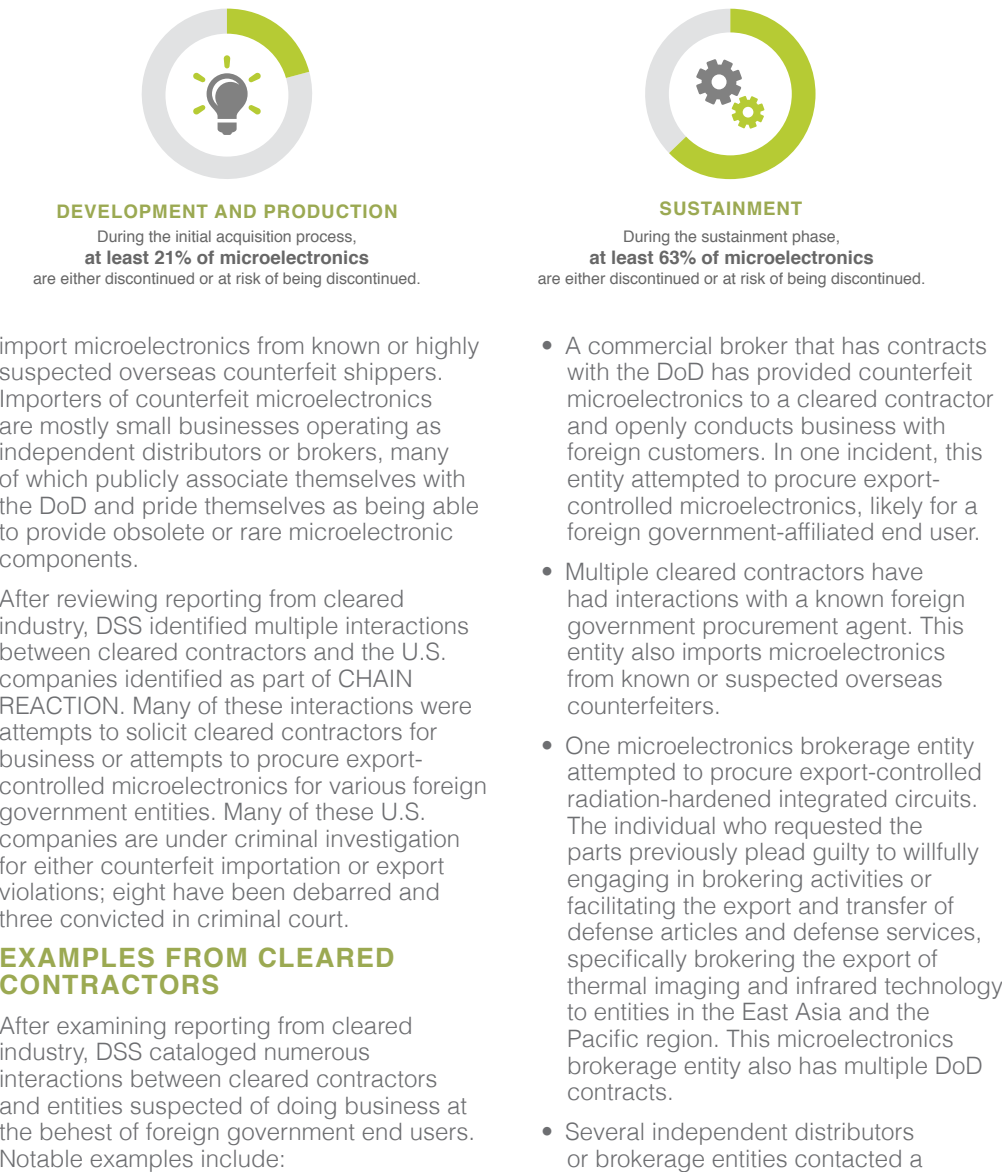 DEVELOPMENT AND PRODUCTION
During the initial acquisition process,
at least 21% of microelectronics
are either discontinued or at risk of being discontinued.
SUSTAINMENT
During the sustainment phase,
at least 63% of microelectronics
are either discontinued or at risk of being discontinued.
import microelectronics from known or highly
suspected overseas counterfeit shippers.
Importers of counterfeit microelectronics
are mostly small businesses operating as
independent distributors or brokers, many
of which publicly associate themselves with
the DoD and pride themselves as being able
to provide obsolete or rare microelectronic
components.
After reviewing reporting from cleared
industry, DSS identified multiple interactions
between cleared contractors and the U.S.
companies identified as part of CHAIN
REACTION. Many of these interactions were
attempts to solicit cleared contractors for
business or attempts to procure export-
controlled microelectronics for various foreign
government entities. Many of these U.S.
companies are under criminal investigation
for either counterfeit importation or export
violations; eight have been debarred and
three convicted in criminal court.
EXAMPLES FROM CLEARED
CONTRACTORS
After examining reporting from cleared
industry, DSS cataloged numerous
interactions between cleared contractors
and entities suspected of doing business at
the behest of foreign government end users.
Notable examples include:
• A commercial broker that has contracts
with the DoD has provided counterfeit
microelectronics to a cleared contractor
and openly conducts business with
foreign customers. In one incident, this
entity attempted to procure export-
controlled microelectronics, likely for a
foreign government-affiliated end user.
• Multiple cleared contractors have
had interactions with a known foreign
government procurement agent. This
entity also imports microelectronics
from known or suspected overseas
counterfeiters.
• One microelectronics brokerage entity
attempted to procure export-controlled
radiation-hardened integrated circuits.
The individual who requested the
parts previously plead guilty to willfully
engaging in brokering activities or
facilitating the export and transfer of
defense articles and defense services,
specifically brokering the export of
thermal imaging and infrared technology
to entities in the East Asia and the
Pacific region. This microelectronics
brokerage entity also has multiple DoD
contracts.
• Several independent distributors
or brokerage entities contacted a